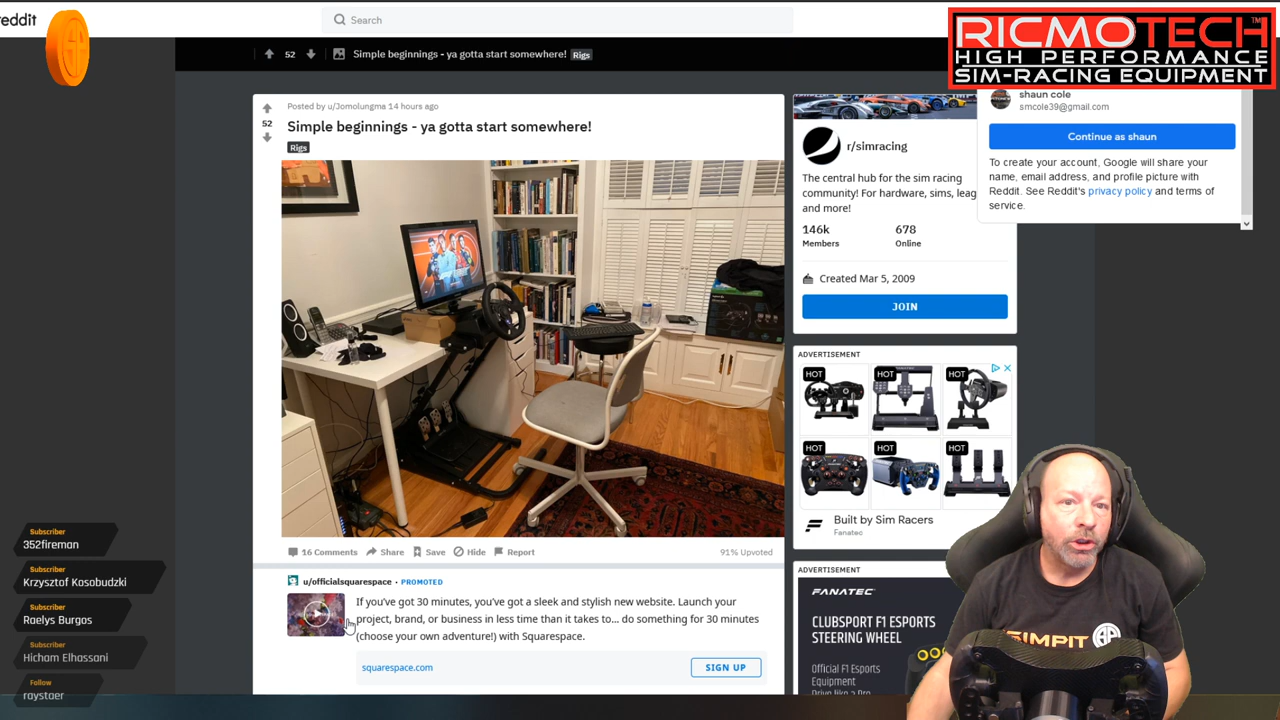 reddit
Search
RICMOTECH™
HIGH PERFORMANCE
SIM-RACING EQUIPMENT
52
Simple beginnings - ya gotta start somewhere! Rigs
shaun cole
smcole39@gmail.com
Continue as shaun
To create your account, Google will share your
name, email address, and profile picture with
Reddit. See Reddit's privacy policy and terms of
service.
Posted by u/Jomolungma 14 hours ago
52
Simple beginnings - ya gotta start somewhere!
Rigs
r/simracing
The central hub for the sim racing
community! For hardware, sims, leag
and more!
146k
678
Members
Online
Created Mar 5, 2009
JOIN
ADVERTISEMENT
HOT
HOT
HOT
HOT
HOT
HOT
Built by Sim Racers
Fanatec
16 Comments
Share
Save
Hide
Report
91% Upvoted
ADVERTISEMENT
FANATEC
CLUBSPORT F1 ESPORTS
STEERING WHEEL
Official F1 Esports
Equipment
Drive like a Pro
u/officialsquarespace • PROMOTED
If you've got 30 minutes, you've got a sleek and stylish new website. Launch your
project, brand, or business in less time than it takes to... do something for 30 minutes
(choose your own adventure!) with Squarespace.
squarespace.com
SIGN UP
Subscriber
352fireman
Subscriber
Krzysztof Kosobudzki
Subscriber
Raelys Burgos
Subscriber
Hicham Elhassani
Follow
raystaer
SIMPIT